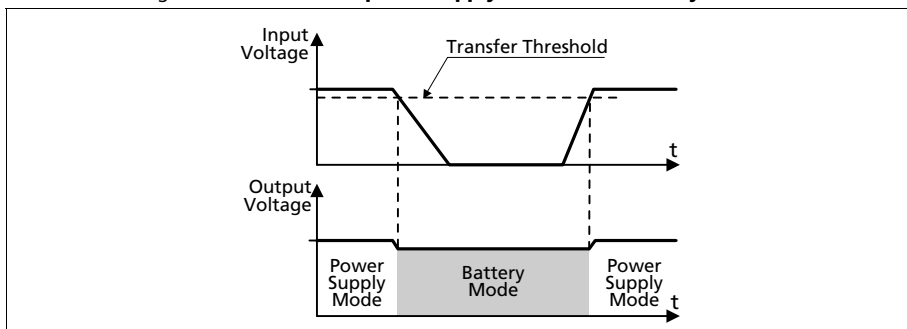 Input
Voltage
Transfer Threshold
t
Output
Voltage
Power
Supply
Mode
Battery
Mode
Power
Supply
Mode
t